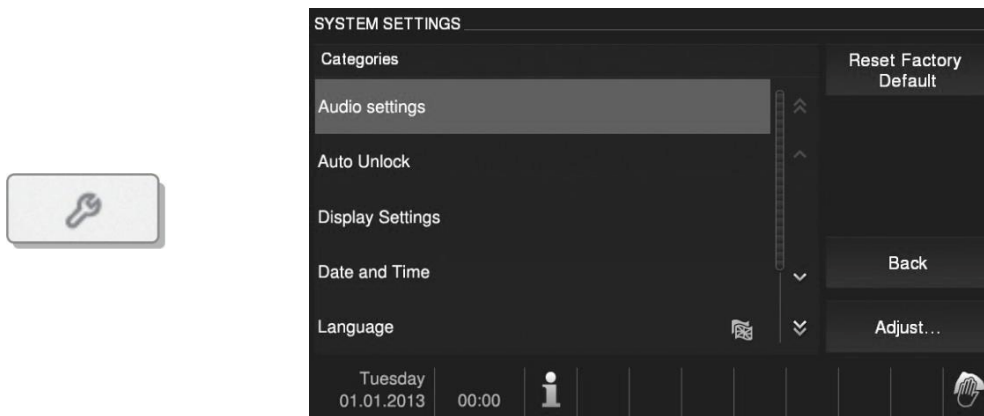 SYSTEM SETTINGS
Categories
Reset Factory
Default
Audio settings
Auto Unlock
Display Settings
Date and Time
Back
Language
Adjust...
Tuesday
01.01.2013
00:00